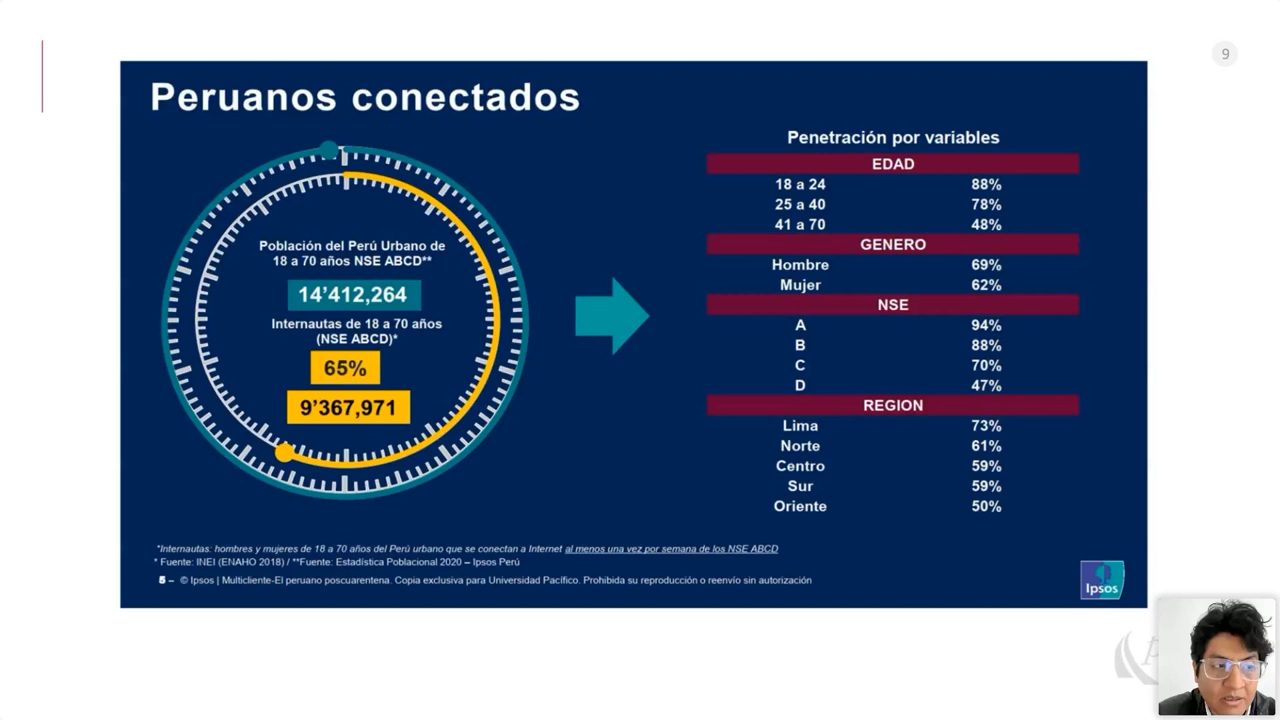 9
Peruanos conectados
Población del Perú Urbano de
18 a 70 años NSE ABCD**
14’412,264
Internautas de 18 a 70 años
(NSE ABCD)*
65%
9’367,971
Penetración por variables
EDAD
18 a 24 88%
25 a 40 78%
41 a 70 48%
GENERO
Hombre 69%
Mujer 62%
NSE
A 94%
B 88%
C 70%
D 47%
REGION
Lima 73%
Norte 61%
Centro 59%
Sur 59%
Oriente 50%
*Internautas: hombres y mujeres de 18 a 70 años del Perú urbano que se conectan a Internet al menos una vez por semana de los NSE ABCD
* Fuente: INEI (ENAHO 2018) / **Fuente: Estadística Poblacional 2020 – Ipsos Perú
5 – © Ipsos | Multicliente-El peruano poscuarentena. Copia exclusiva para Universidad Pacífico. Prohibida su reproducción o reenvío sin autorización
Ipsos